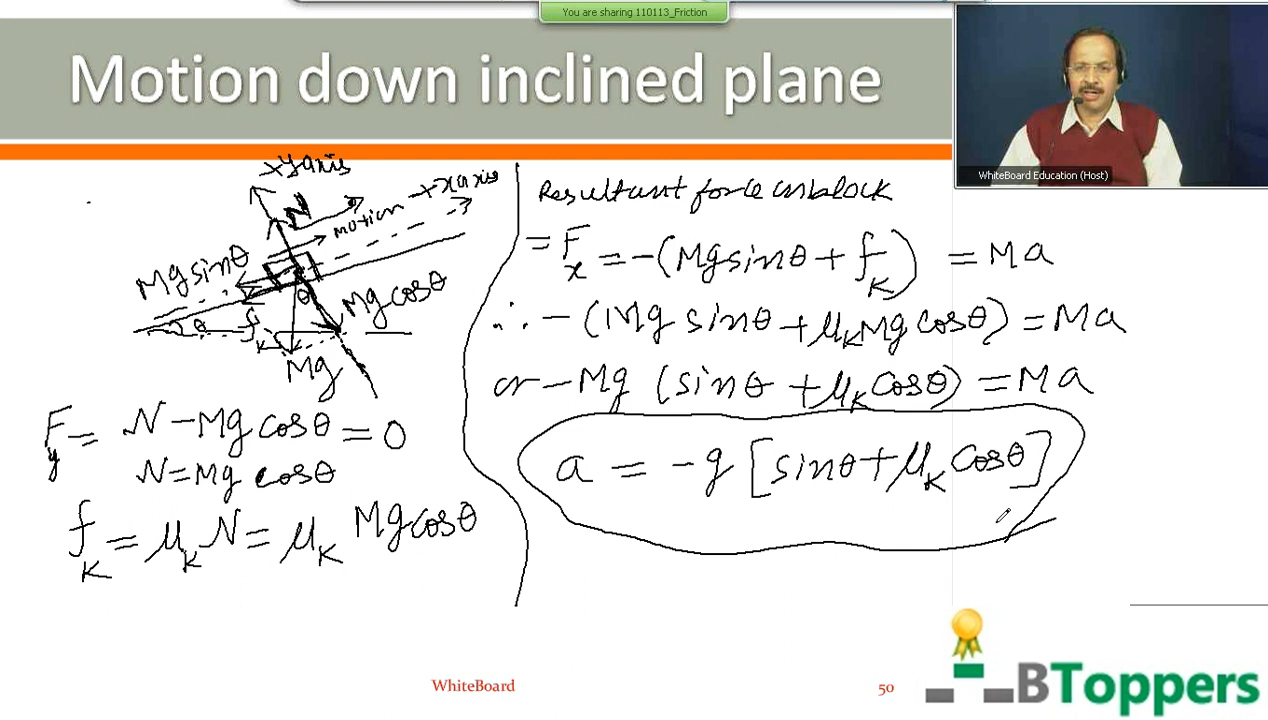 You are sharing 110113_Friction
Motion down inclined plane
WhiteBoard Education (Host)
+y axis
N
Motion
+x axis
Mg sinθ
θ
Mg cosθ
θ
f
K
Mg
F_y = N – Mg cosθ = 0
N = Mg cosθ
f_K = μ_K N = μ_K Mg cosθ
Resultant force on block
= F_x = –(Mg sinθ + f_K) = Ma
∴ –(Mg sinθ + μ_K Mg cosθ) = Ma
or –Mg (sinθ + μ_K cosθ) = Ma
a = –g [sinθ + μ_K cosθ]
WhiteBoard
50
BToppers